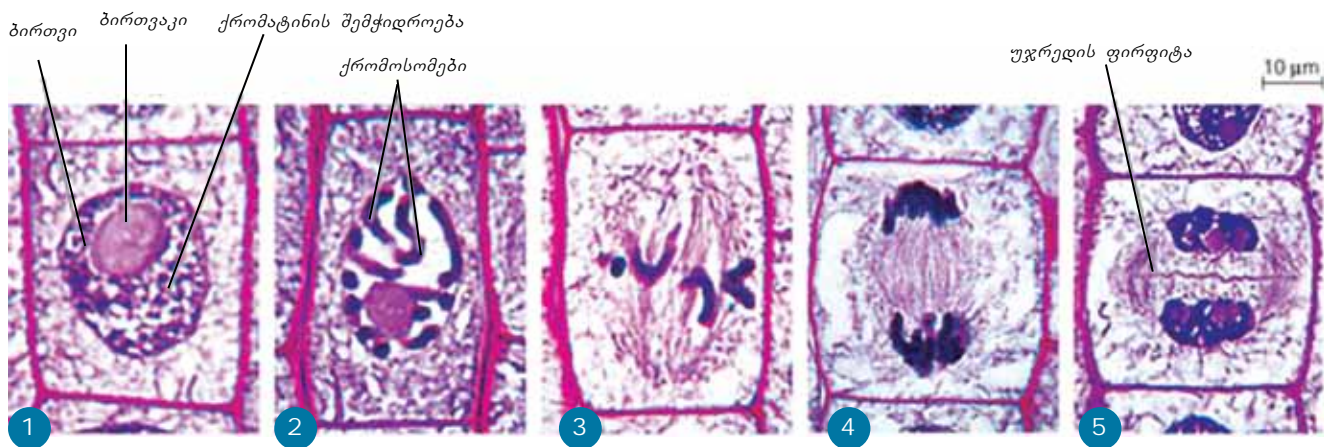 ბირთვი
ბირთვაკი
ქრომატინის შემჭიდროება
ქრომოსომები
უჯრედის ფირფიტა
10 μm
1
2
3
4
5